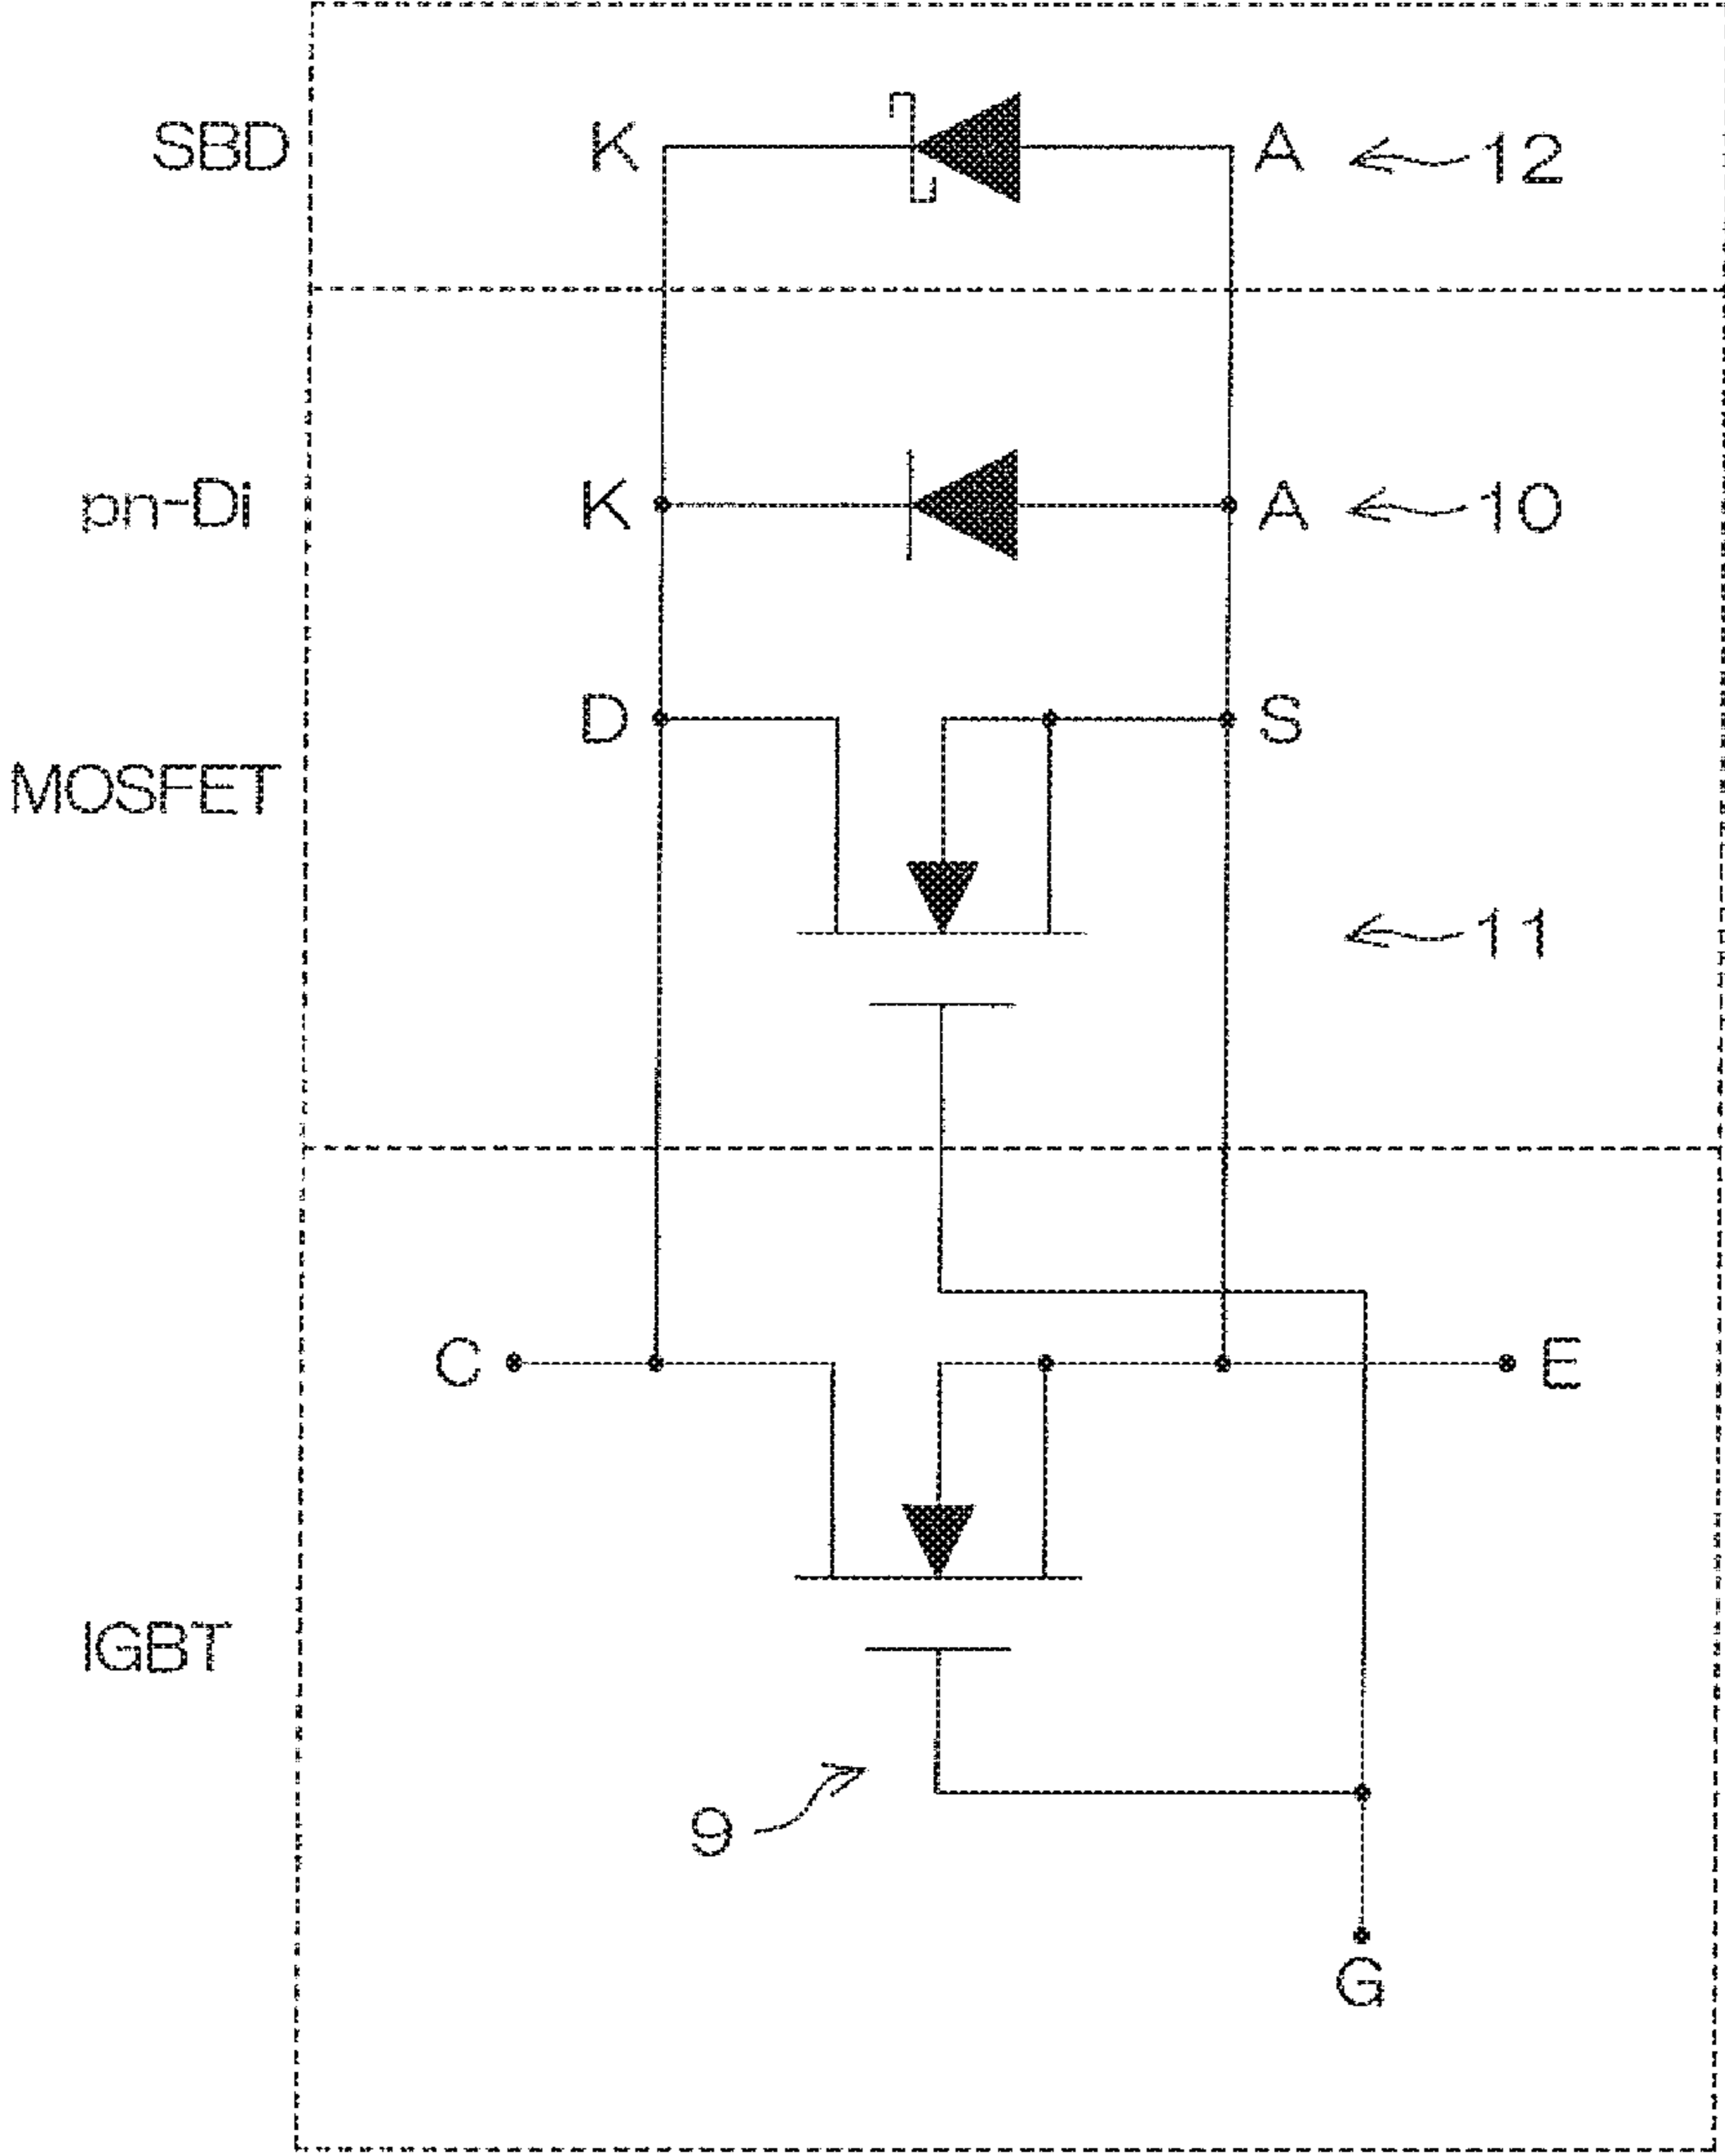 SBD K A 12
pn-Di K A 10
D S
MOSFET
11
C E
IGBT
9
G